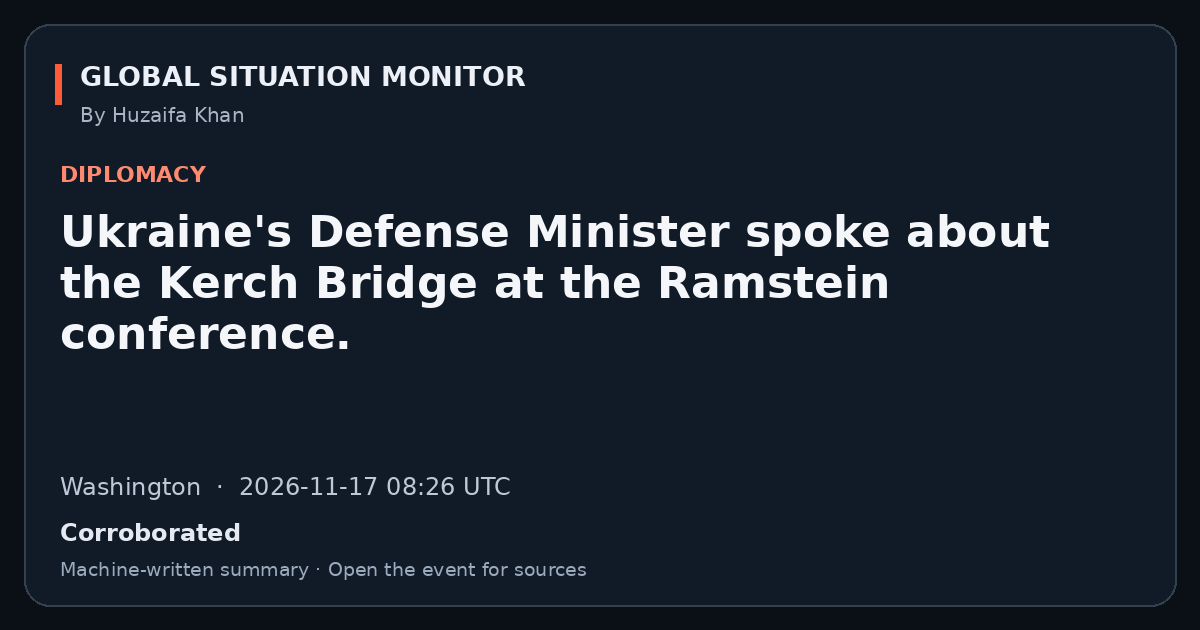 GLOBAL SITUATION MONITOR
By Huzaifa Khan
DIPLOMACY
Ukraine's Defense Minister spoke about
the Kerch Bridge at the Ramstein
conference.
Washington · 2026-11-17 08:26 UTC
Corroborated
Machine-written summary · Open the event for sources